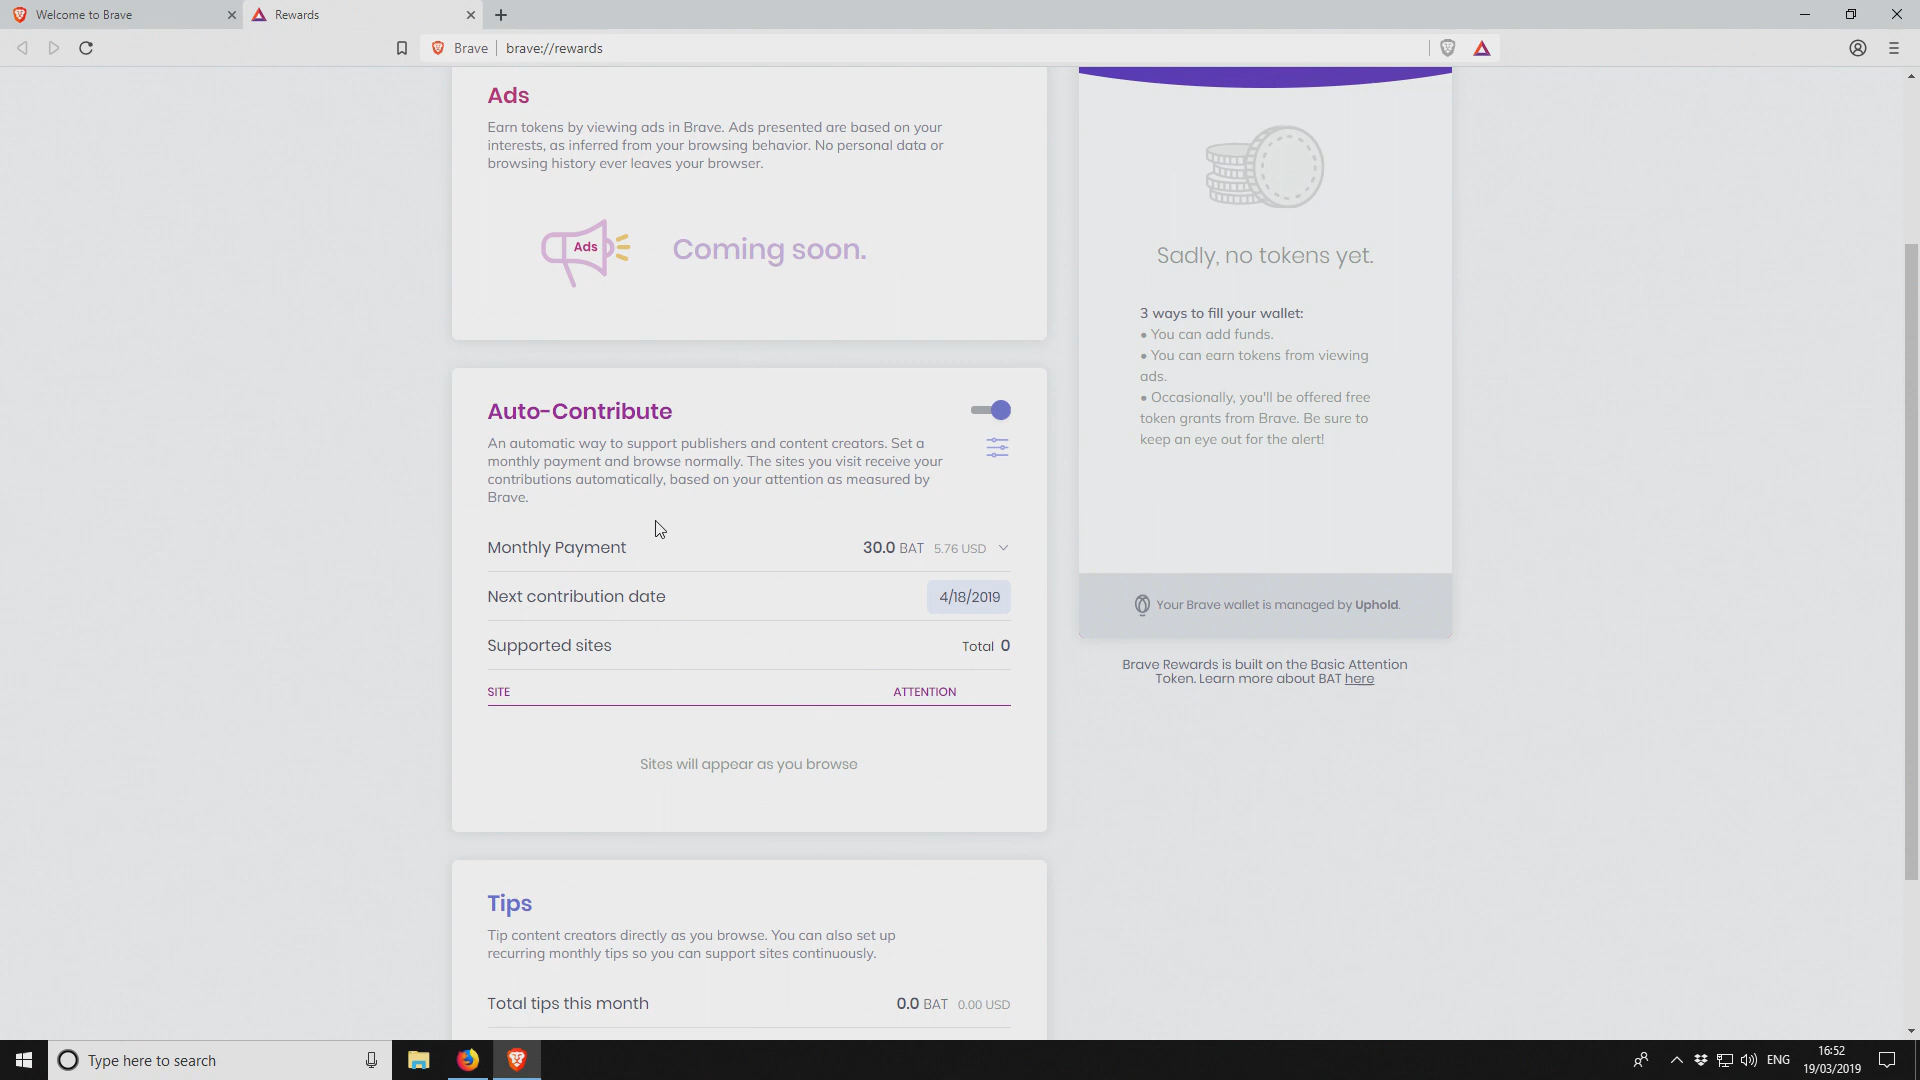 Welcome to Brave
Rewards
Brave
brave://rewards
Ads
Earn tokens by viewing ads in Brave. Ads presented are based on your
interests, as inferred from your browsing behavior. No personal data or
browsing history ever leaves your browser.
Ads
Coming soon.
Auto-Contribute
An automatic way to support publishers and content creators. Set a
monthly payment and browse normally. The sites you visit receive your
contributions automatically, based on your attention as measured by
Brave.
Monthly Payment 30.0 BAT 5.76 USD
Next contribution date 4/18/2019
Supported sites Total 0
SITE ATTENTION
Sites will appear as you browse
Tips
Tip content creators directly as you browse. You can also set up
recurring monthly tips so you can support sites continuously.
Total tips this month 0.0 BAT 0.00 USD
Sadly, no tokens yet.
3 ways to fill your wallet:
• You can add funds.
• You can earn tokens from viewing
ads.
• Occasionally, you'll be offered free
token grants from Brave. Be sure to
keep an eye out for the alert!
Your Brave wallet is managed by Uphold.
Brave Rewards is built on the Basic Attention
Token. Learn more about BAT here
Type here to search
ENG
16:52
19/03/2019